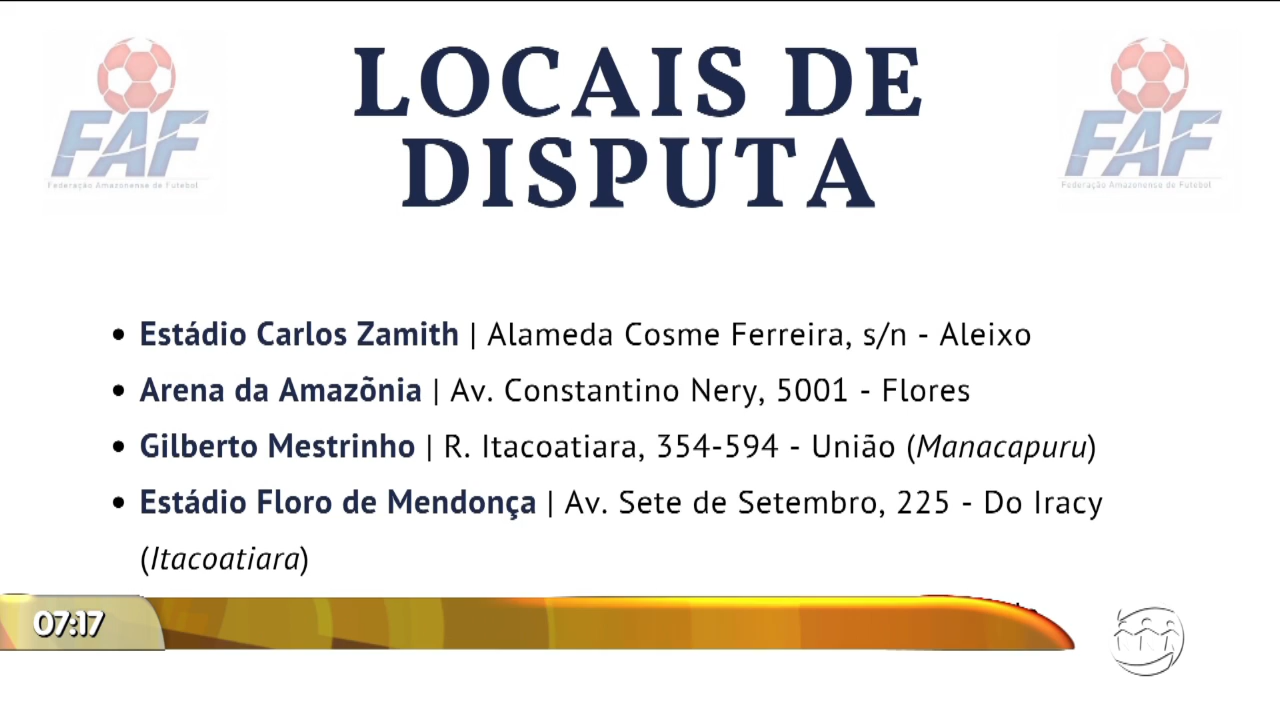 FAF
Federação Amazonense de Futebol
LOCAIS DE
DISPUTA
FAF
Federação Amazonense de Futebol
• Estádio Carlos Zamith | Alameda Cosme Ferreira, s/n - Aleixo
• Arena da Amazõnia | Av. Constantino Nery, 5001 - Flores
• Gilberto Mestrinho | R. Itacoatiara, 354-594 - União (Manacapuru)
• Estádio Floro de Mendonça | Av. Sete de Setembro, 225 - Do Iracy
(Itacoatiara)
07:17